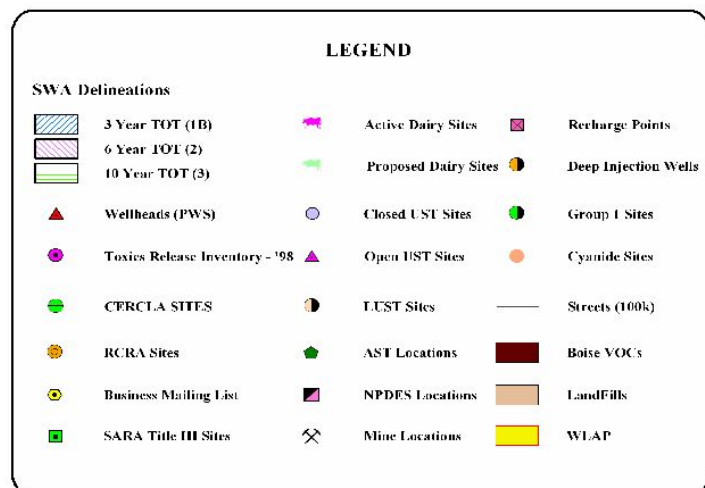 LEGEND
SWA Delineations
3 Year TOT (1B)
6 Year TOT (2)
10 Year TOT (3)
Wellheads (PWS)
Toxics Release Inventory - '98
CERCLA SITES
RCRA Sites
Business Mailing List
SARA Title III Sites
Active Dairy Sites
Proposed Dairy Sites
Closed UST Sites
Open UST Sites
LUST Sites
AST Locations
NPDES Locations
Mine Locations
Recharge Points
Deep Injection Wells
Group 1 Sites
Cyanide Sites
Streets (100k)
Boise VOCs
LandFills
WLAP